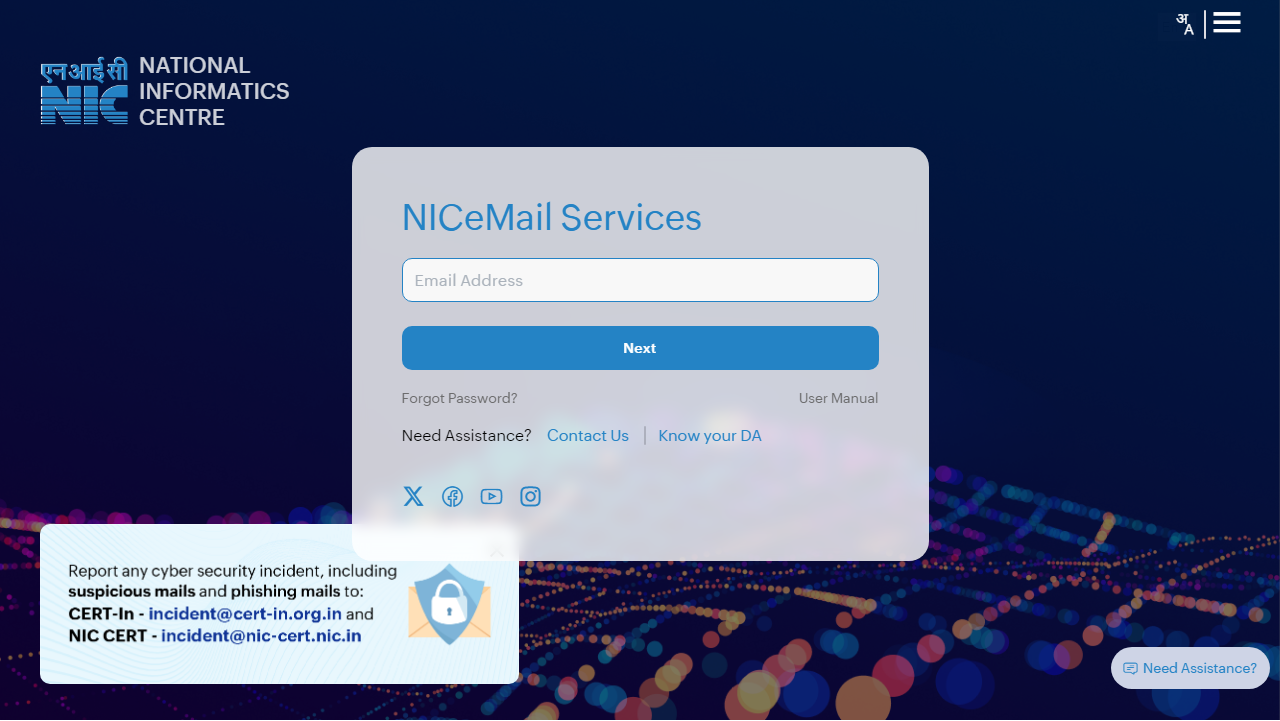 अ
A
एनआईसी
NIC
NATIONAL
INFORMATICS
CENTRE
NICeMail Services
Email Address
Next
Forgot Password?
User Manual
Need Assistance? Contact Us | Know your DA
Report any cyber security incident, including
suspicious mails and phishing mails to:
CERT-In - incident@cert-in.org.in and
NIC CERT - incident@nic-cert.nic.in
Need Assistance?